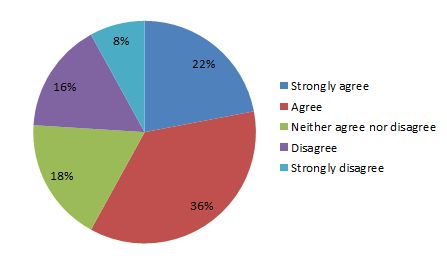 8%
22%
16%
18%
36%
Strongly agree
Agree
Neither agree nor disagree
Disagree
Strongly disagree